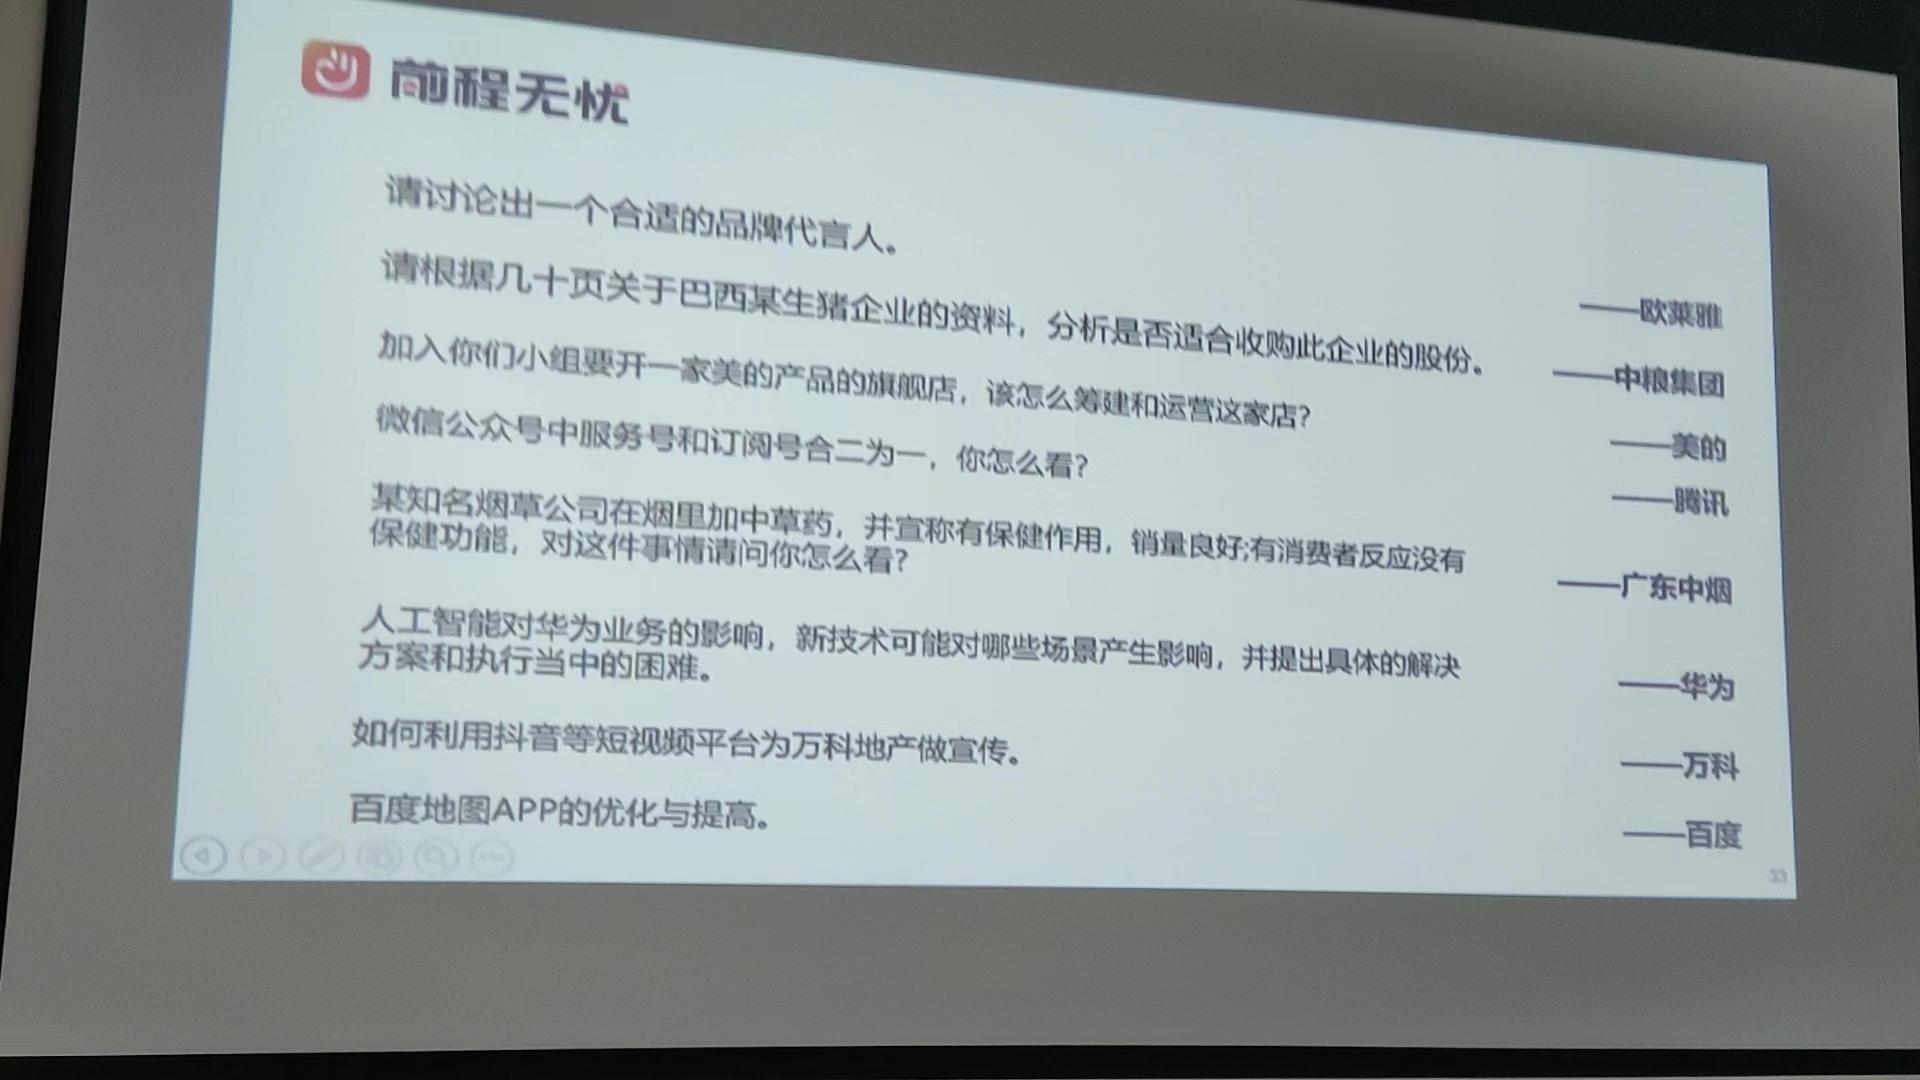 前程无忧
请讨论出一个合适的品牌代言人。
——欧莱雅
请根据几十页关于巴西某生猪企业的资料，分析是否适合收购此企业的股份。
——中粮集团
加入你们小组要开一家美的产品的旗舰店，该怎么筹建和运营这家店？
——美的
微信公众号中服务号和订阅号合二为一，你怎么看？
——腾讯
某知名烟草公司在烟里加中草药，并宣称有保健作用，销量良好;有消费者反应没有
保健功能，对这件事情请问你怎么看？
——广东中烟
人工智能对华为业务的影响，新技术可能对哪些场景产生影响，并提出具体的解决
方案和执行当中的困难。
——华为
如何利用抖音等短视频平台为万科地产做宣传。
——万科
百度地图APP的优化与提高。
——百度
33